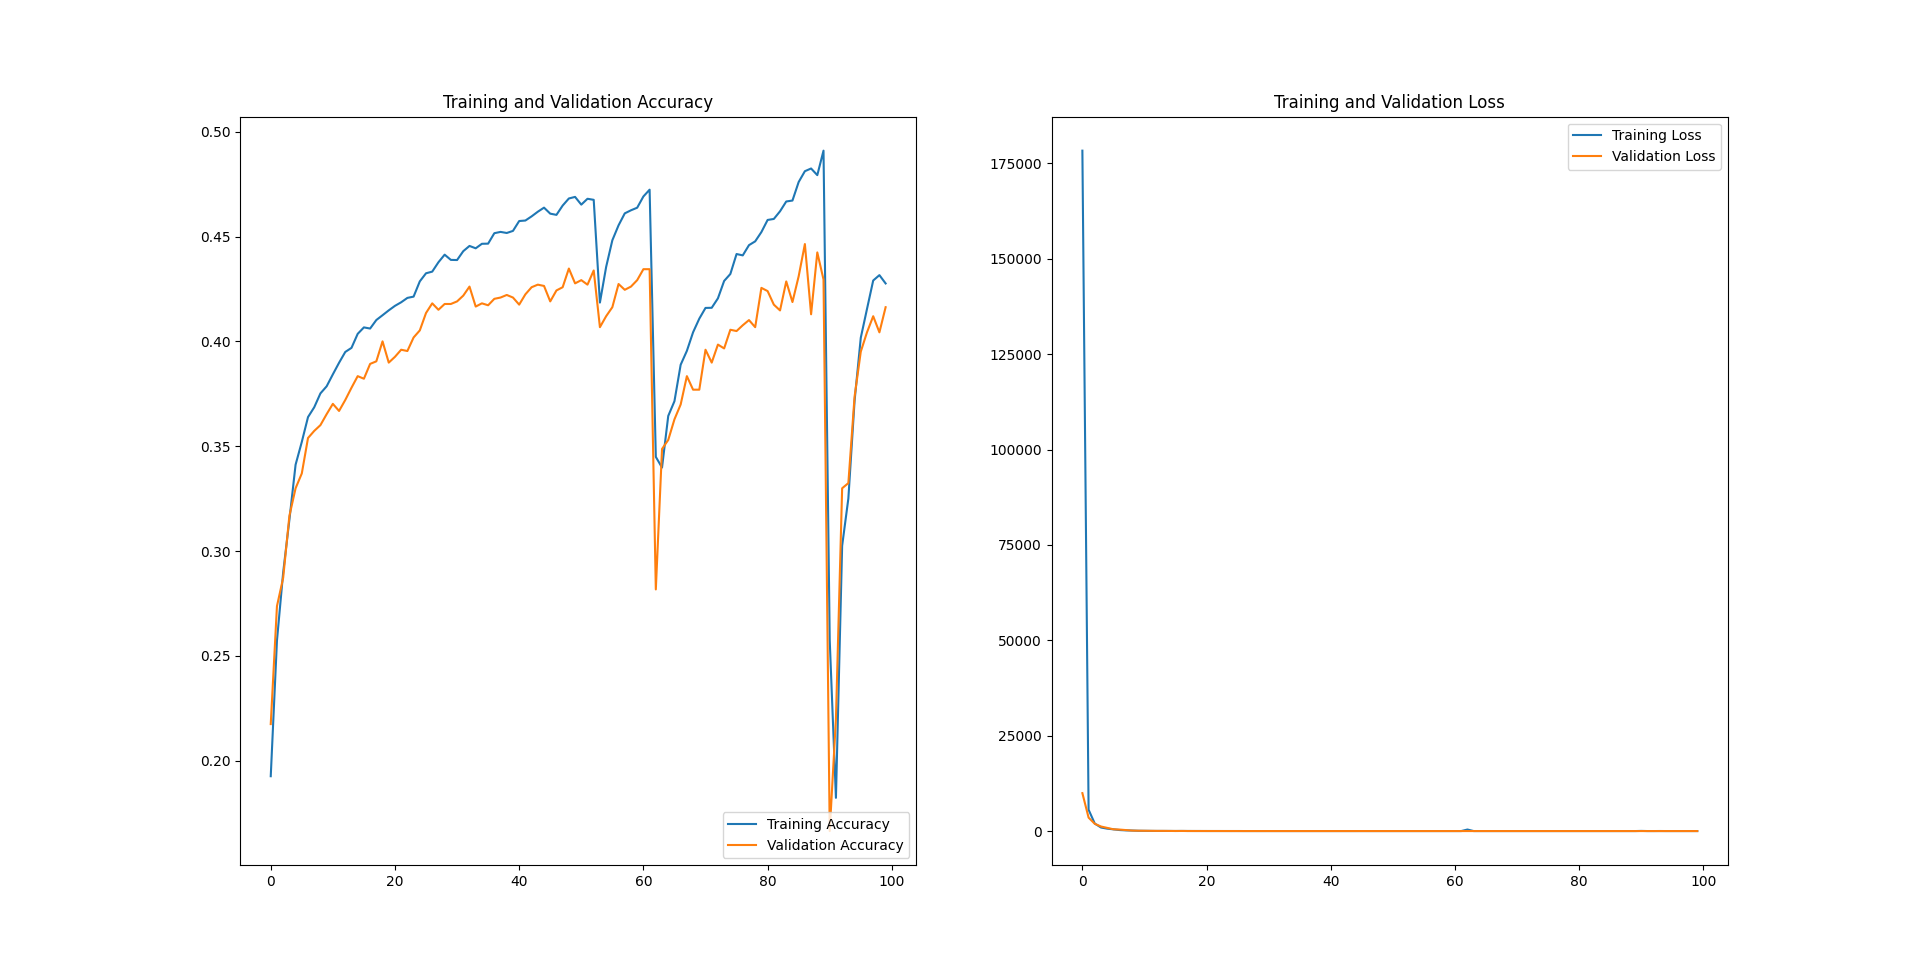 Training and Validation Accuracy
0.50
0.45
0.40
0.35
0.30
0.25
0.20
0 20 40 60 80 100
Training Accuracy
Validation Accuracy
Training and Validation Loss
175000
150000
125000
100000
75000
50000
25000
0
0 20 40 60 80 100
Training Loss
Validation Loss